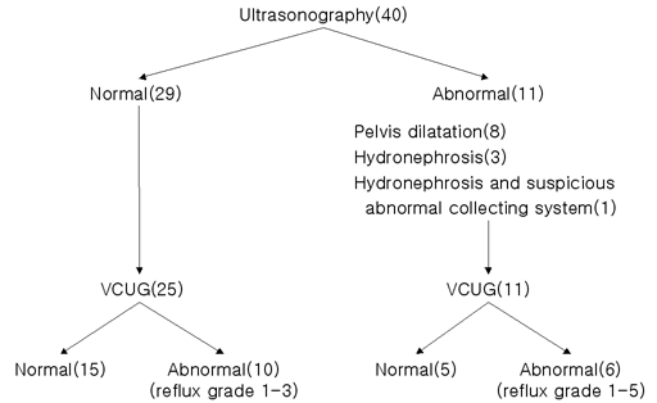 Ultrasonography(40)
Normal(29)
Abnormal(11)
Pelvis dilatation(8)
Hydronephrosis(3)
Hydronephrosis and suspicious
abnormal collecting system(1)
VCUG(25)
VCUG(11)
Normal(15)
Abnormal(10)
(reflux grade 1-3)
Normal(5)
Abnormal(6)
(reflux grade 1-5)